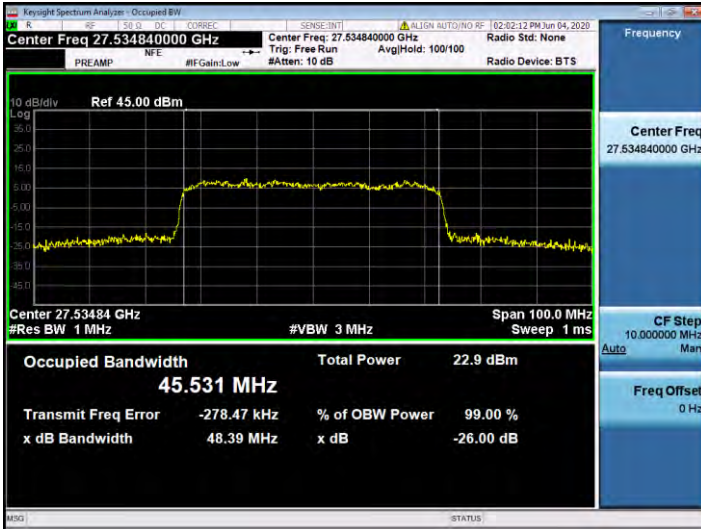 Keysight Spectrum Analyzer - Occupied BW
R RF 50 Ω DC CORREC SENSE:INT ALIGN AUTO/NO RF 02:02:12 PM Jun 04, 2020
Center Freq 27.534840000 GHz
Center Freq: 27.534840000 GHz
Radio Std: None
NFE
Trig: Free Run
Avg|Hold: 100/100
PREAMP
#IFGain:Low
#Atten: 10 dB
Radio Device: BTS
10 dB/div
Ref 45.00 dBm
Log
35.0
25.0
15.0
5.00
-5.00
-15.0
-25.0
-35.0
-45.0
Center 27.53484 GHz
Span 100.0 MHz
#Res BW 1 MHz
#VBW 3 MHz
Sweep 1 ms
Occupied Bandwidth
Total Power 22.9 dBm
45.531 MHz
Transmit Freq Error -278.47 kHz
% of OBW Power 99.00 %
x dB Bandwidth 48.39 MHz
x dB -26.00 dB
Frequency
Center Freq
27.534840000 GHz
CF Step
10.000000 MHz
Auto Man
Freq Offset
0 Hz
MSG
STATUS